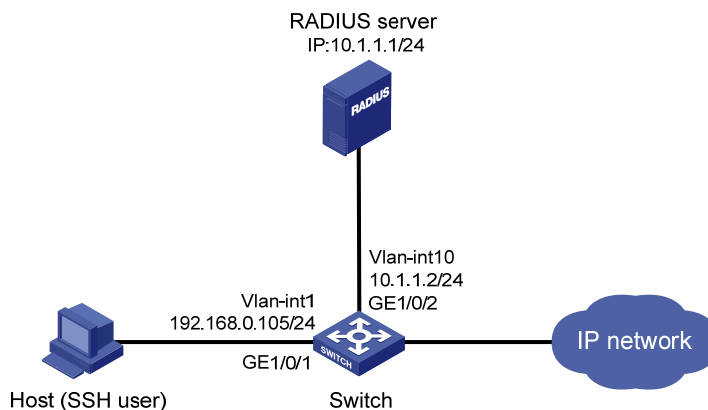 RADIUS server
IP:10.1.1.1/24
RADIUS
Vlan-int10
10.1.1.2/24
GE1/0/2
Vlan-int1
192.168.0.105/24
GE1/0/1
SWITCH
IP network
Host (SSH user)
Switch